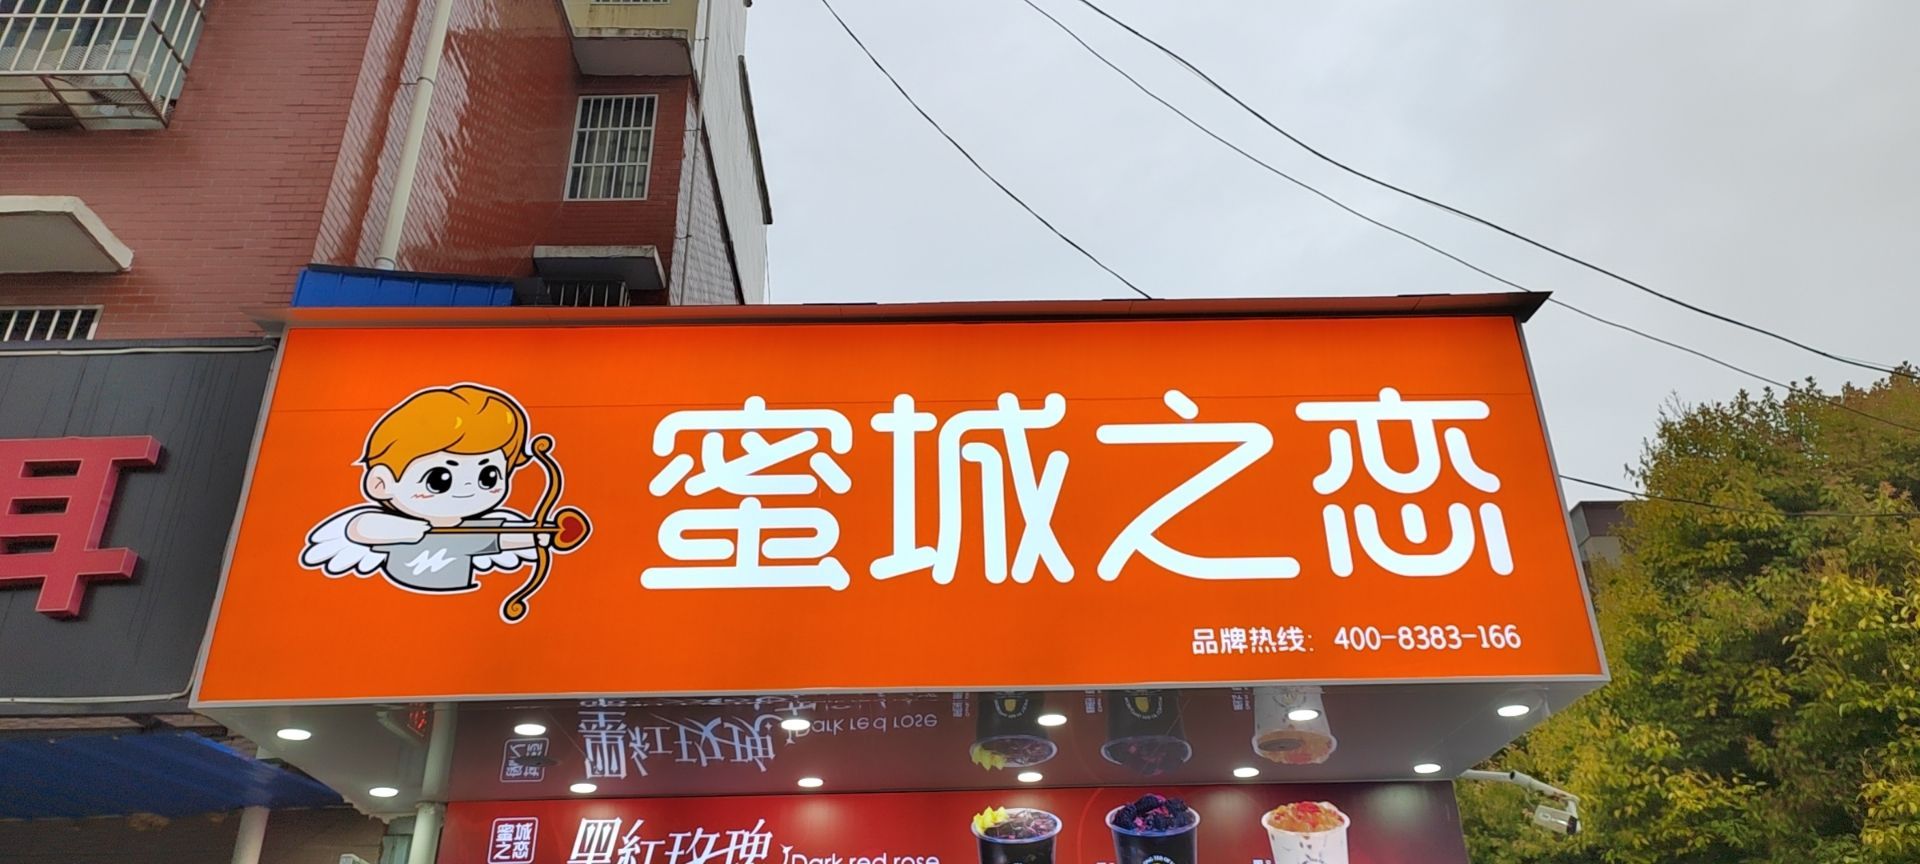 耳
蜜城之恋
品牌热线：400-8383-166
蜜城之恋
墨紅玫瑰
Dark red rose